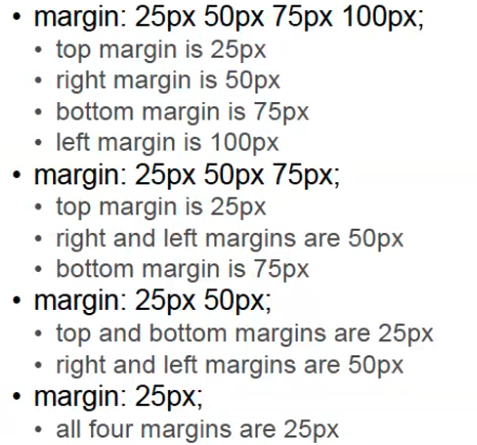 • margin: 25px 50px 75px 100px;
• top margin is 25px
• right margin is 50px
• bottom margin is 75px
• left margin is 100px
• margin: 25px 50px 75px;
• top margin is 25px
• right and left margins are 50px
• bottom margin is 75px
• margin: 25px 50px;
• top and bottom margins are 25px
• right and left margins are 50px
• margin: 25px;
• all four margins are 25px